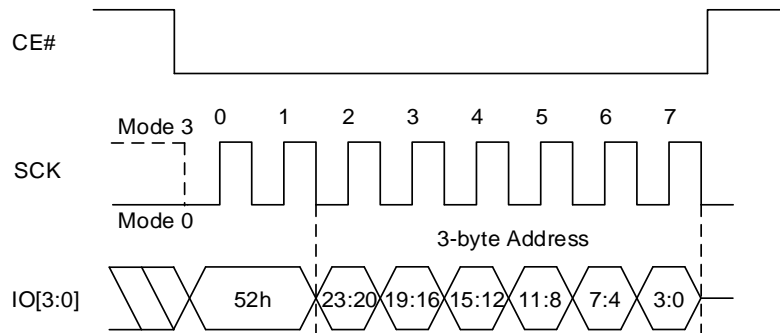 CE#
Mode 3
0 1 2 3 4 5 6 7
SCK
Mode 0
3-byte Address
IO[3:0]
52h 23:20 19:16 15:12 11:8 7:4 3:0